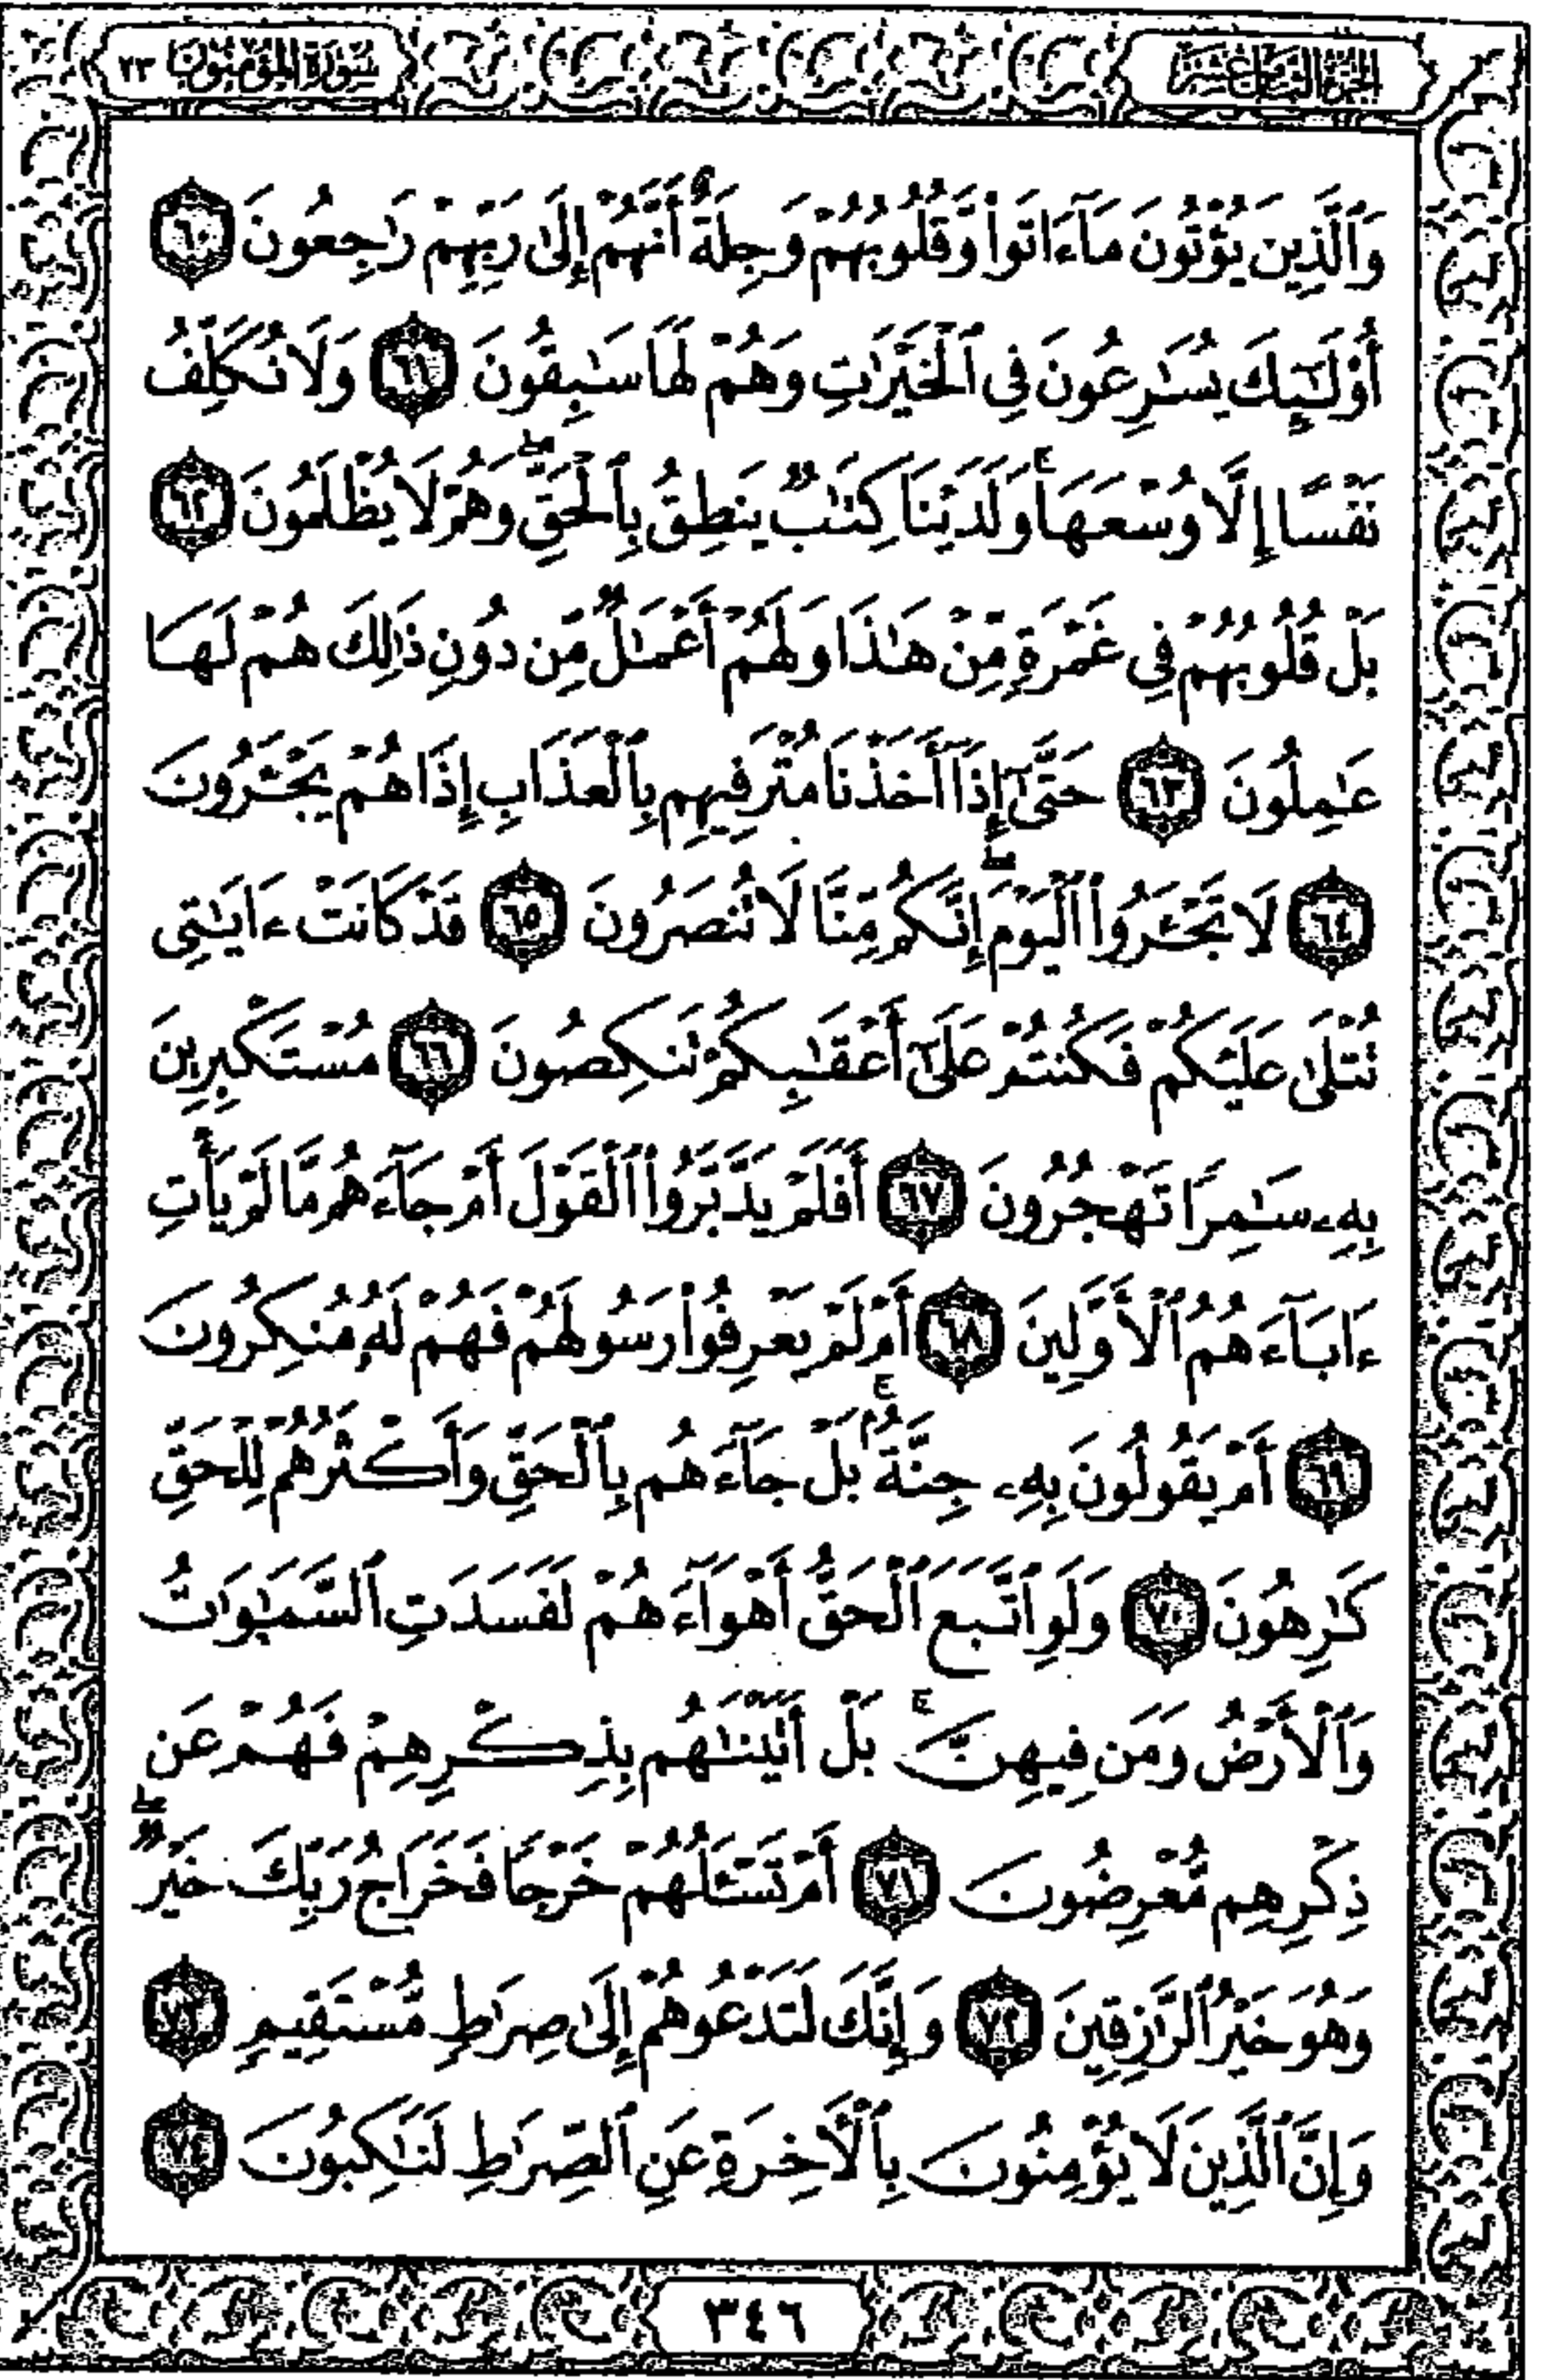 الجزء الثامن عشر
سورة المؤمنون ٢٣
وَٱلَّذِينَ يُؤْتُونَ مَآ ءَاتَوا۟ وَّقُلُوبُهُمْ وَجِلَةٌ أَنَّهُمْ إِلَىٰ رَبِّهِمْ رَٰجِعُونَ ٦٠
أُو۟لَـٰٓئِكَ يُسَـٰرِعُونَ فِى ٱلْخَيْرَٰتِ وَهُمْ لَهَا سَـٰبِقُونَ ٦١ وَلَا نُكَلِّفُ
نَفْسًا إِلَّا وُسْعَهَا ۚ وَلَدَيْنَا كِتَـٰبٌ يَنطِقُ بِٱلْحَقِّ ۖ وَهُمْ لَا يُظْلَمُونَ ٦٢
بَلْ قُلُوبُهُمْ فِى غَمْرَةٍ مِّنْ هَـٰذَا وَلَهُمْ أَعْمَـٰلٌ مِّن دُونِ ذَٰلِكَ هُمْ لَهَا
عَـٰمِلُونَ ٦٣ حَتَّىٰٓ إِذَآ أَخَذْنَا مُتْرَفِيهِم بِٱلْعَذَابِ إِذَا هُمْ يَجْـَٔرُونَ
٦٤ لَا تَجْـَٔرُوا۟ ٱلْيَوْمَ ۖ إِنَّكُم مِّنَّا لَا تُنصَرُونَ ٦٥ قَدْ كَانَتْ ءَايَـٰتِى
تُتْلَىٰ عَلَيْكُمْ فَكُنتُمْ عَلَىٰٓ أَعْقَـٰبِكُمْ تَنكِصُونَ ٦٦ مُسْتَكْبِرِينَ
بِهِۦ سَـٰمِرًا تَهْجُرُونَ ٦٧ أَفَلَمْ يَدَّبَّرُوا۟ ٱلْقَوْلَ أَمْ جَآءَهُم مَّا لَمْ يَأْتِ
ءَابَآءَهُمُ ٱلْأَوَّلِينَ ٦٨ أَمْ لَمْ يَعْرِفُوا۟ رَسُولَهُمْ فَهُمْ لَهُۥ مُنكِرُونَ
٦٩ أَمْ يَقُولُونَ بِهِۦ جِنَّةٌۢ ۚ بَلْ جَآءَهُم بِٱلْحَقِّ وَأَكْثَرُهُمْ لِلْحَقِّ
كَـٰرِهُونَ ٧٠ وَلَوِ ٱتَّبَعَ ٱلْحَقُّ أَهْوَآءَهُمْ لَفَسَدَتِ ٱلسَّمَـٰوَٰتُ
وَٱلْأَرْضُ وَمَن فِيهِنَّ ۚ بَلْ أَتَيْنَـٰهُم بِذِكْرِهِمْ فَهُمْ عَن
ذِكْرِهِم مُّعْرِضُونَ ٧١ أَمْ تَسْـَٔلُهُمْ خَرْجًا فَخَرَاجُ رَبِّكَ خَيْرٌ ۖ
وَهُوَ خَيْرُ ٱلرَّٰزِقِينَ ٧٢ وَإِنَّكَ لَتَدْعُوهُمْ إِلَىٰ صِرَٰطٍ مُّسْتَقِيمٍ ٧٣
وَإِنَّ ٱلَّذِينَ لَا يُؤْمِنُونَ بِٱلْـَٔاخِرَةِ عَنِ ٱلصِّرَٰطِ لَنَـٰكِبُونَ ٧٤
٣٤٦